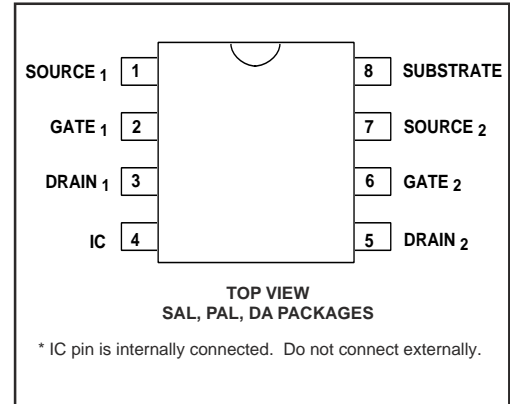 SOURCE 1 1 8 SUBSTRATE
GATE 1 2 7 SOURCE 2
DRAIN 1 3 6 GATE 2
IC 4 5 DRAIN 2
TOP VIEW
SAL, PAL, DA PACKAGES
* IC pin is internally connected. Do not connect externally.